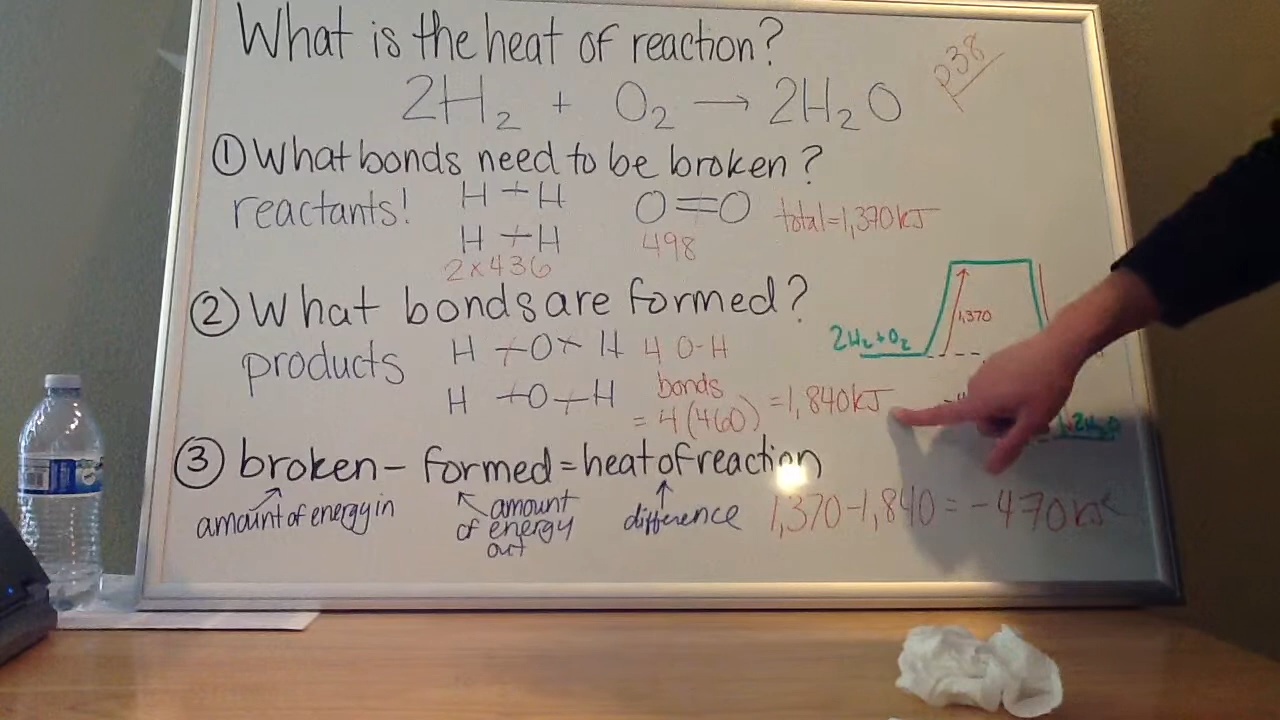 What is the heat of reaction?
p38
2H₂ + O₂ → 2H₂O
① What bonds need to be broken?
reactants! H + H O=O total=1,370 kJ
H + H 498
2×436
② What bonds are formed?
1,370
2H₂+O₂
products H +O+ H 4 O-H
bonds
H +O+H = 4(460) =1,840kJ
2H₂O
③ broken – formed = heat of reaction
amount of energy in
amount of energy out
difference
1,370-1,840 = -470 kJ